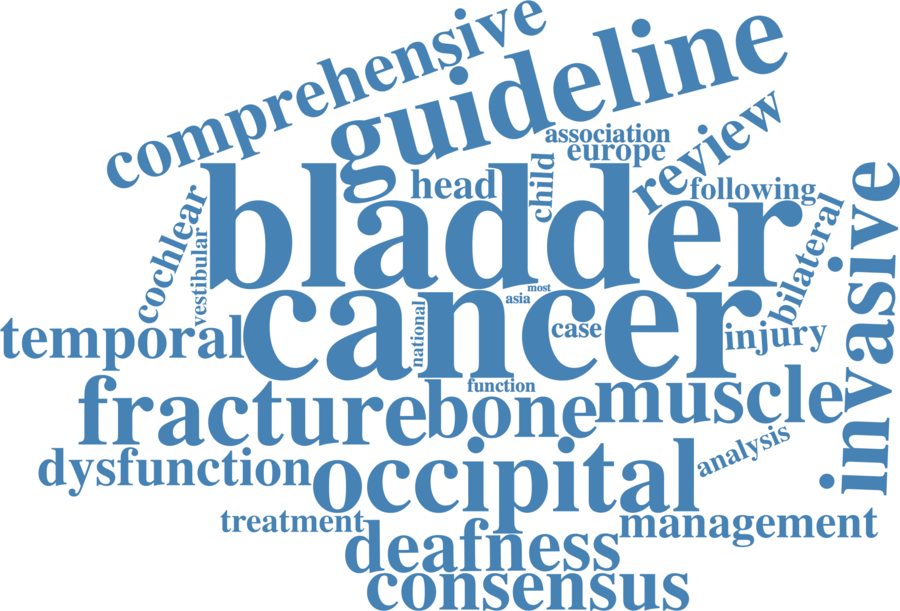 comprehensive
guideline
association
europe
review
child
head
following
bladder
invasive
cochlear
vestibular
bilateral
most
asia
cancer
national
case
temporal
injury
function
fracture
bone
muscle
analysis
dysfunction
occipital
treatment
management
deafness
consensus